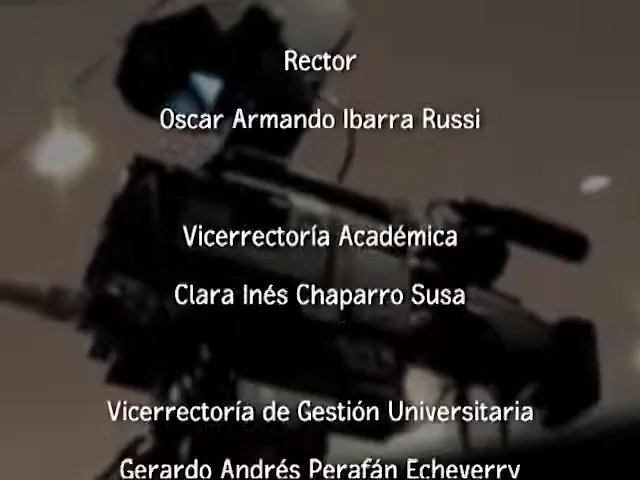 Rector
Oscar Armando Ibarra Russi
Vicerrectoría Académica
Clara Inés Chaparro Susa
Vicerrectoría de Gestión Universitaria
Gerardo Andrés Perafán Echeverry